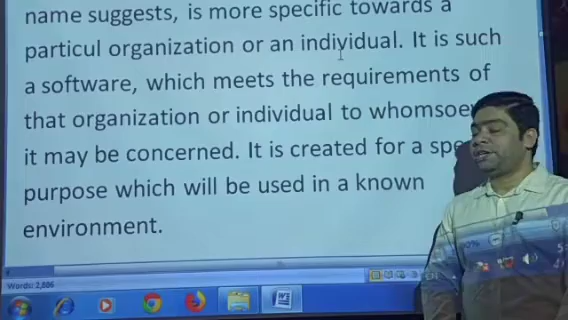 name suggests, is more specific towards a
particul organization or an individual. It is such
a software, which meets the requirements of
that organization or individual to whomsoe
it may be concerned. It is created for a spe
purpose which will be used in a known
environment.
Words: 2,886